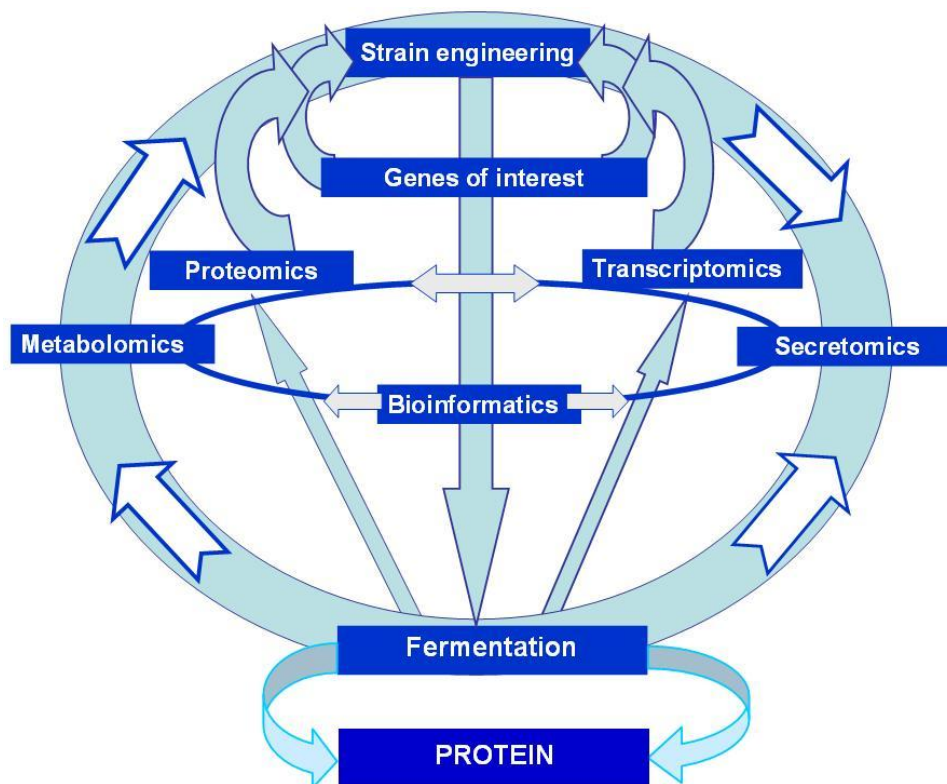 Strain engineering
Genes of interest
Proteomics
Transcriptomics
Metabolomics
Secretomics
Bioinformatics
Fermentation
PROTEIN